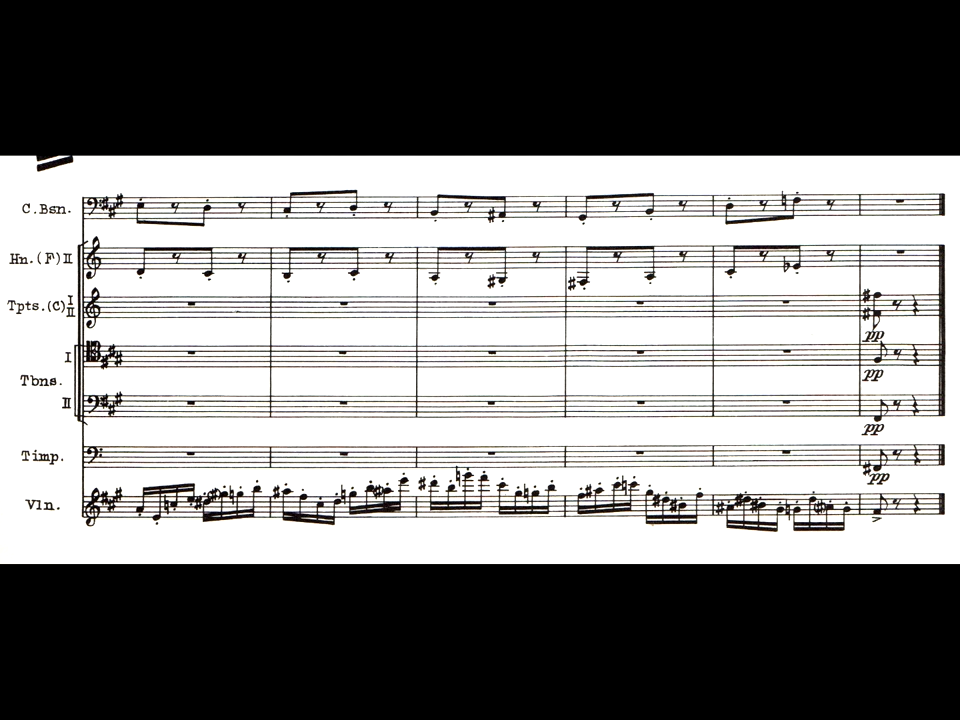 C.Bsn.
Hn.(F) II
Tpts.(C) I
II
pp
I
Tbns.
pp
II
pp
Timp.
pp
Vln.